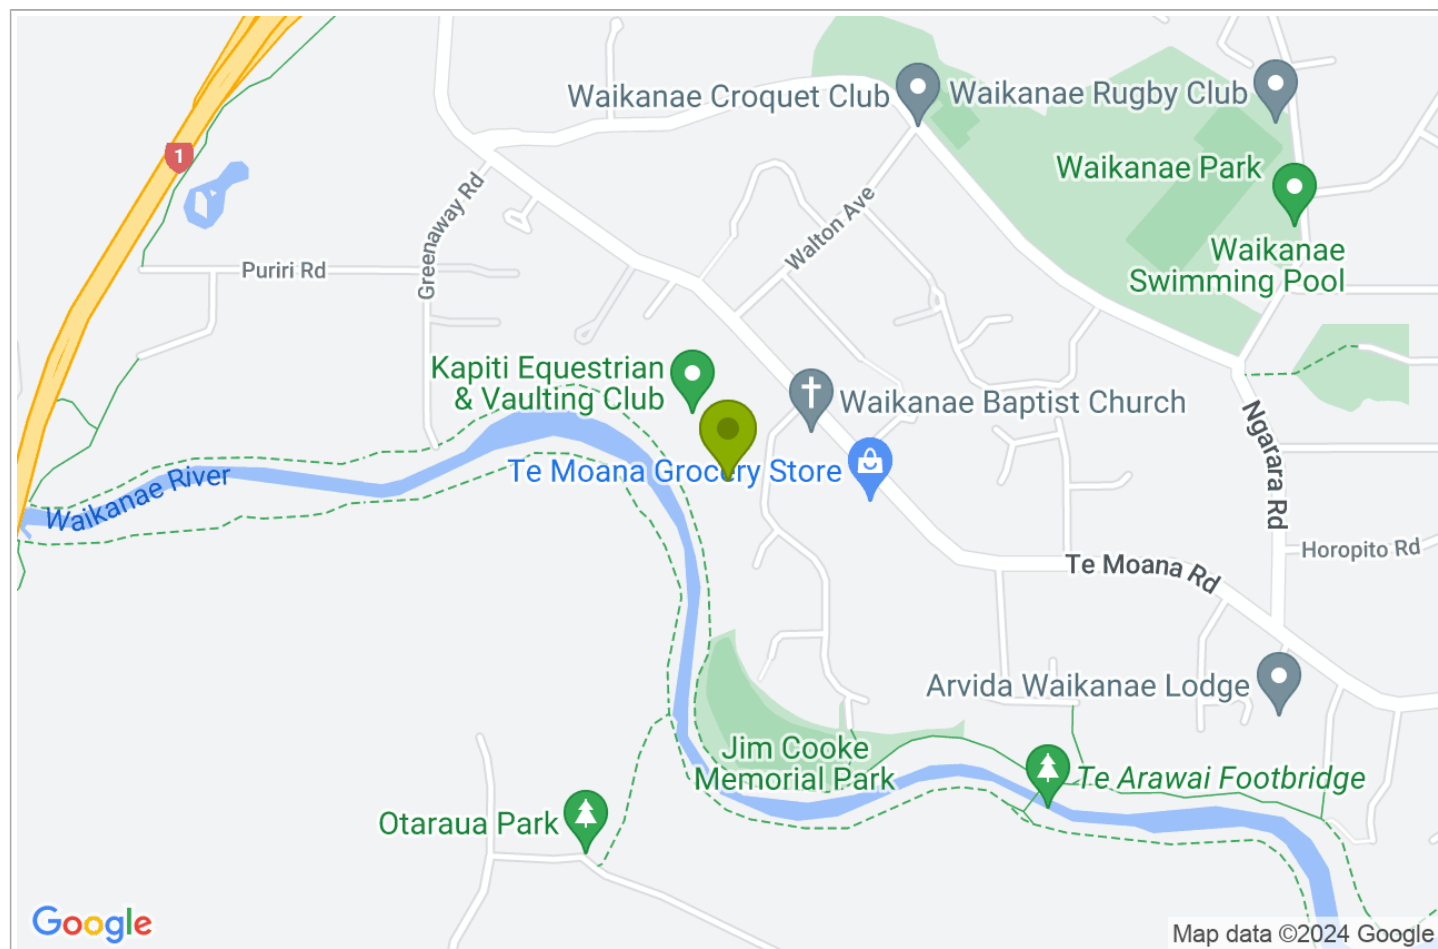 Waikanae Croquet Club
Waikanae Rugby Club
1
Waikanae Park
Greenaway Rd
Walton Ave
Waikanae
Swimming Pool
Puriri Rd
Kapiti Equestrian
& Vaulting Club
Waikanae Baptist Church
Te Moana Grocery Store
Ngarara Rd
Waikanae River
Horopito Rd
Te Moana Rd
Arvida Waikanae Lodge
Jim Cooke
Memorial Park
Te Arawai Footbridge
Otaraua Park
Google
Map data ©2024 Google